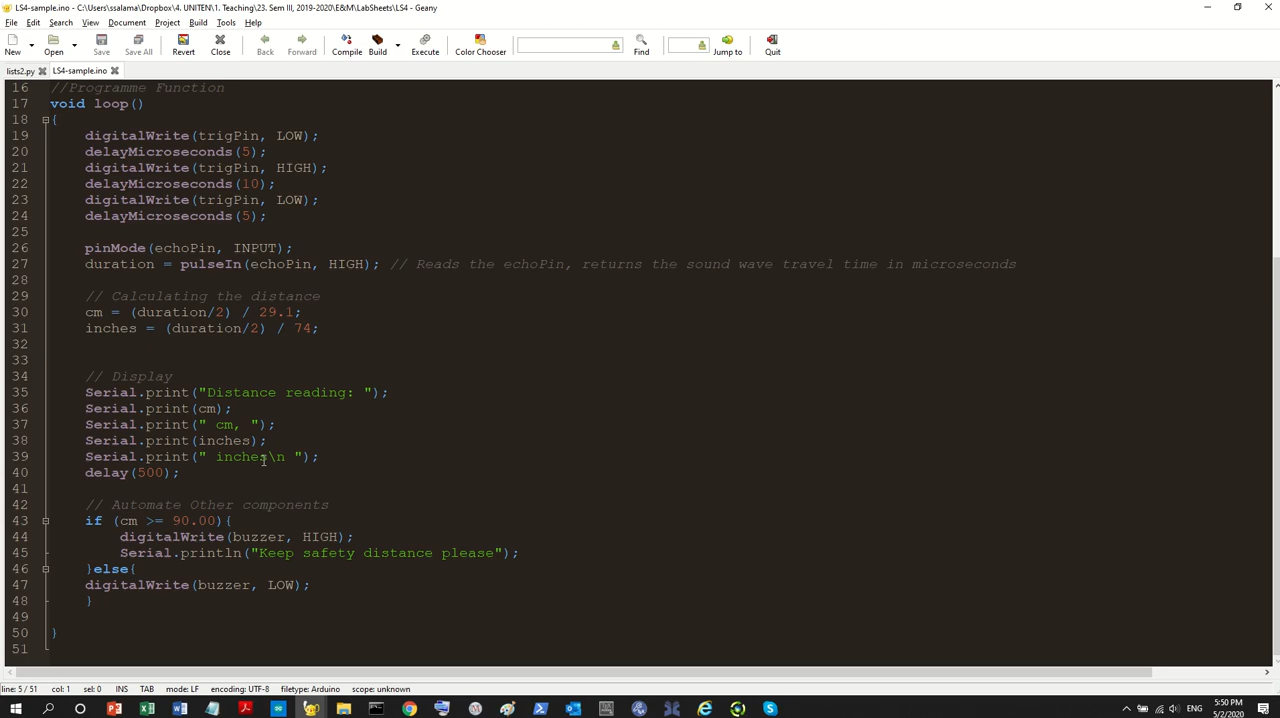 LS4-sample.ino - C:\Users\ssalama\Dropbox\4. UNITEN\1. Teaching\23. Sem III, 2019-2020\E&M\LabSheets\LS4 - Geany
File Edit Search View Document Project Build Tools Help
New Open Save Save All Revert Close Back Forward Compile Build Execute Color Chooser Find Jump to Quit
lists2.py LS4-sample.ino
16 //Programme Function
17 void loop()
18 {
19 digitalWrite(trigPin, LOW);
20 delayMicroseconds(5);
21 digitalWrite(trigPin, HIGH);
22 delayMicroseconds(10);
23 digitalWrite(trigPin, LOW);
24 delayMicroseconds(5);
25
26 pinMode(echoPin, INPUT);
27 duration = pulseIn(echoPin, HIGH); // Reads the echoPin, returns the sound wave travel time in microseconds
28
29 // Calculating the distance
30 cm = (duration/2) / 29.1;
31 inches = (duration/2) / 74;
32
33
34 // Display
35 Serial.print("Distance reading: ");
36 Serial.print(cm);
37 Serial.print(" cm, ");
38 Serial.print(inches);
39 Serial.print(" inches\n ");
40 delay(500);
41
42 // Automate Other components
43 if (cm >= 90.00){
44 digitalWrite(buzzer, HIGH);
45 Serial.println("Keep safety distance please");
46 }else{
47 digitalWrite(buzzer, LOW);
48 }
49
50 }
51
line: 5 / 51 col: 1 sel: 0 INS TAB mode: LF encoding: UTF-8 filetype: Arduino scope: unknown
ENG 5:50 PM
5/2/2020